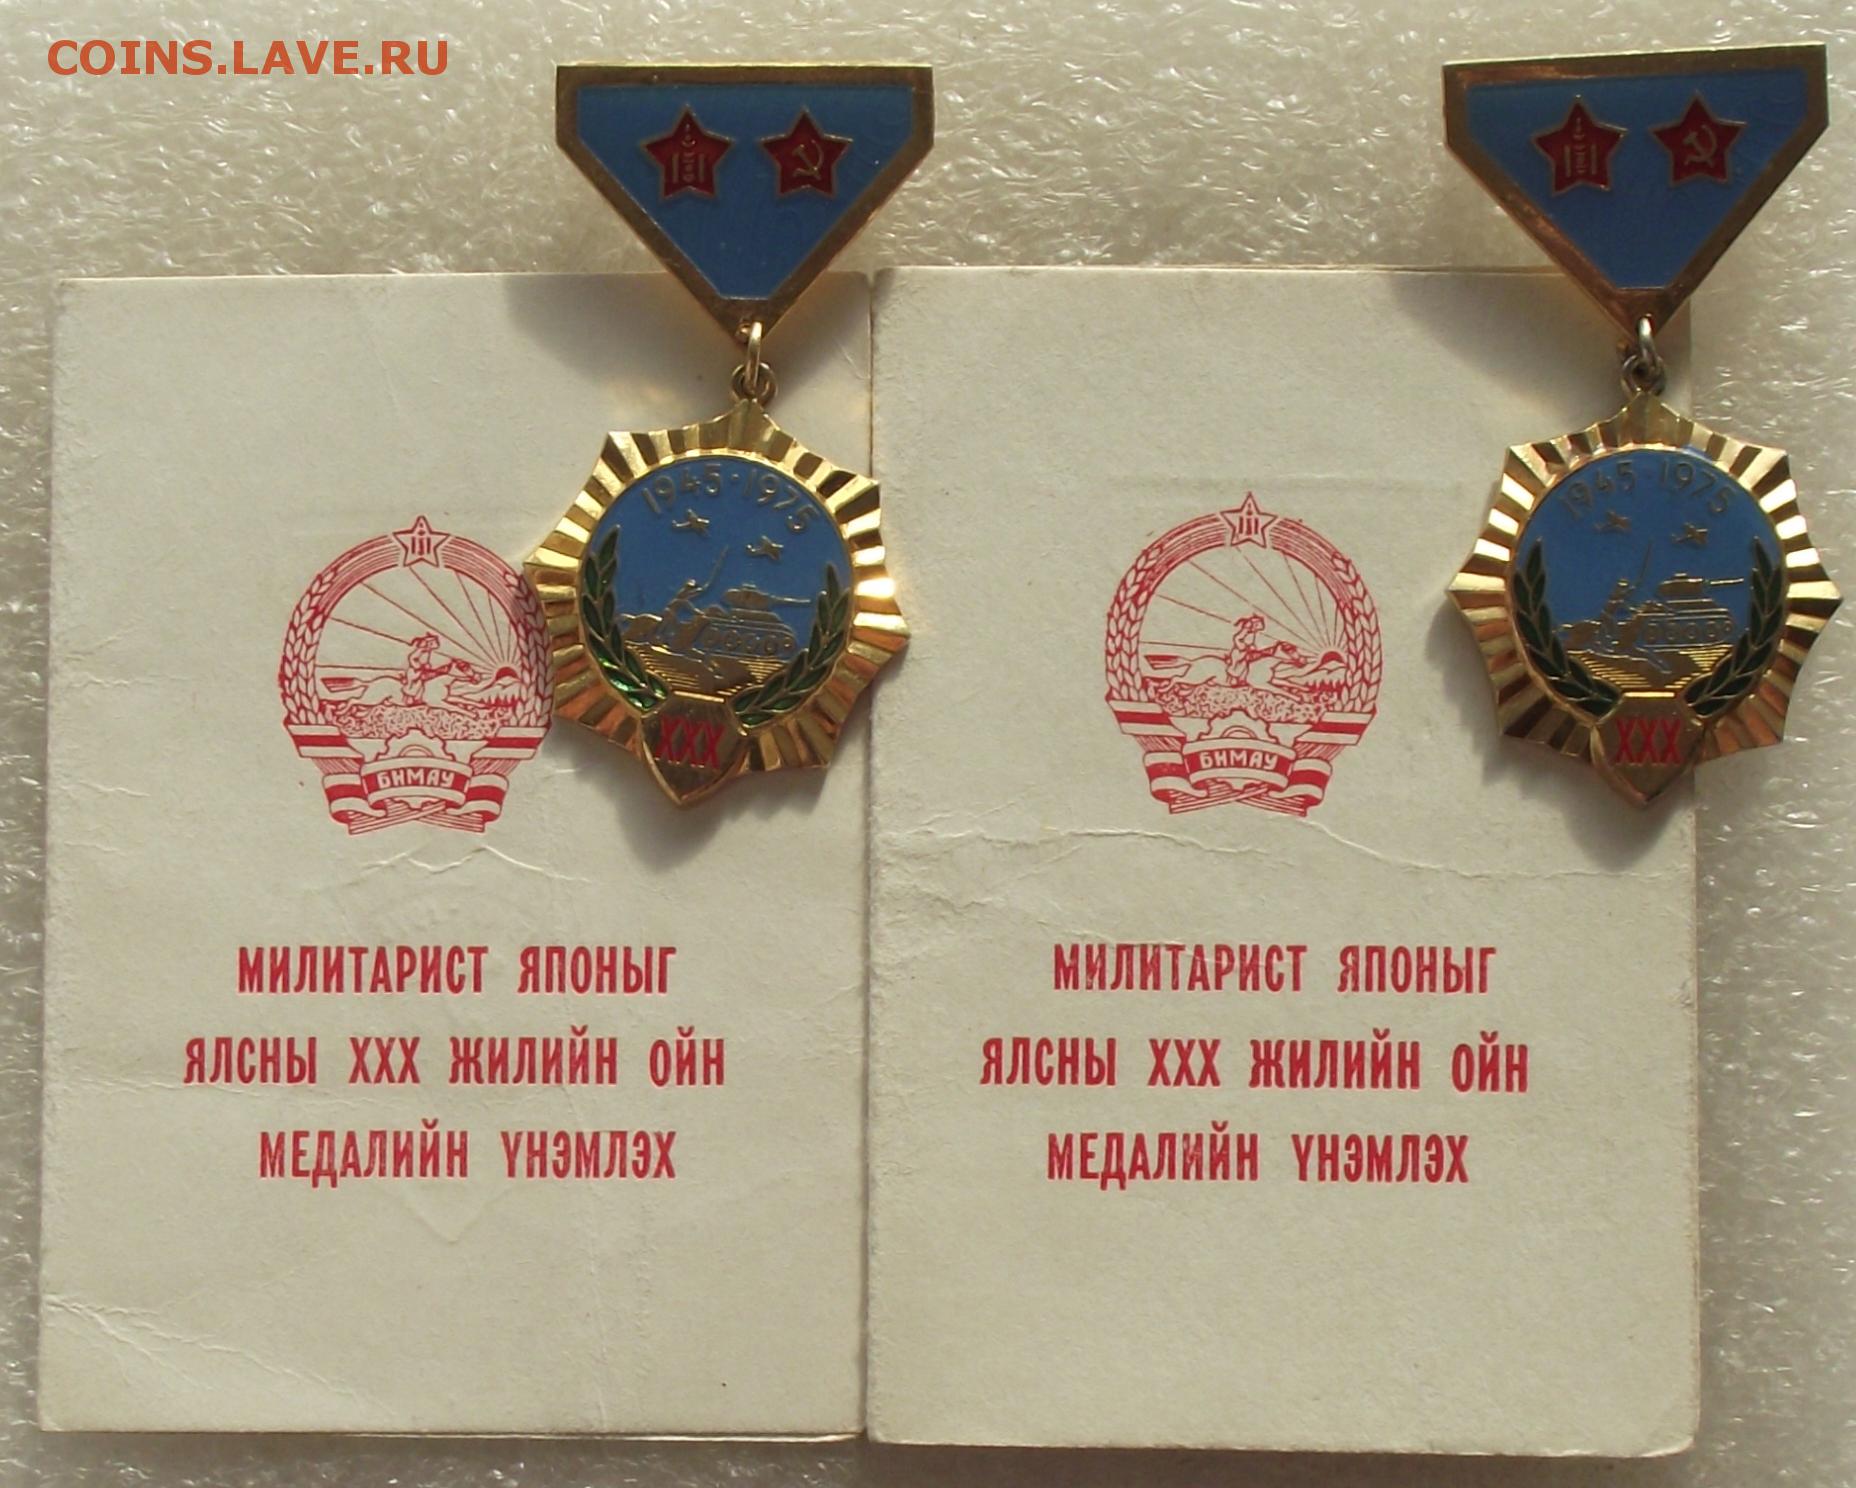 COINS.LAVE.RU
1945·1975
XXX
БНМАУ
МИЛИТАРИСТ ЯПОНЫГ
ЯЛСНЫ XXX ЖИЛИЙН ОЙН
МЕДАЛИЙН ҮНЭМЛЭХ
1945·1975
XXX
БНМАУ
МИЛИТАРИСТ ЯПОНЫГ
ЯЛСНЫ XXX ЖИЛИЙН ОЙН
МЕДАЛИЙН ҮНЭМЛЭХ